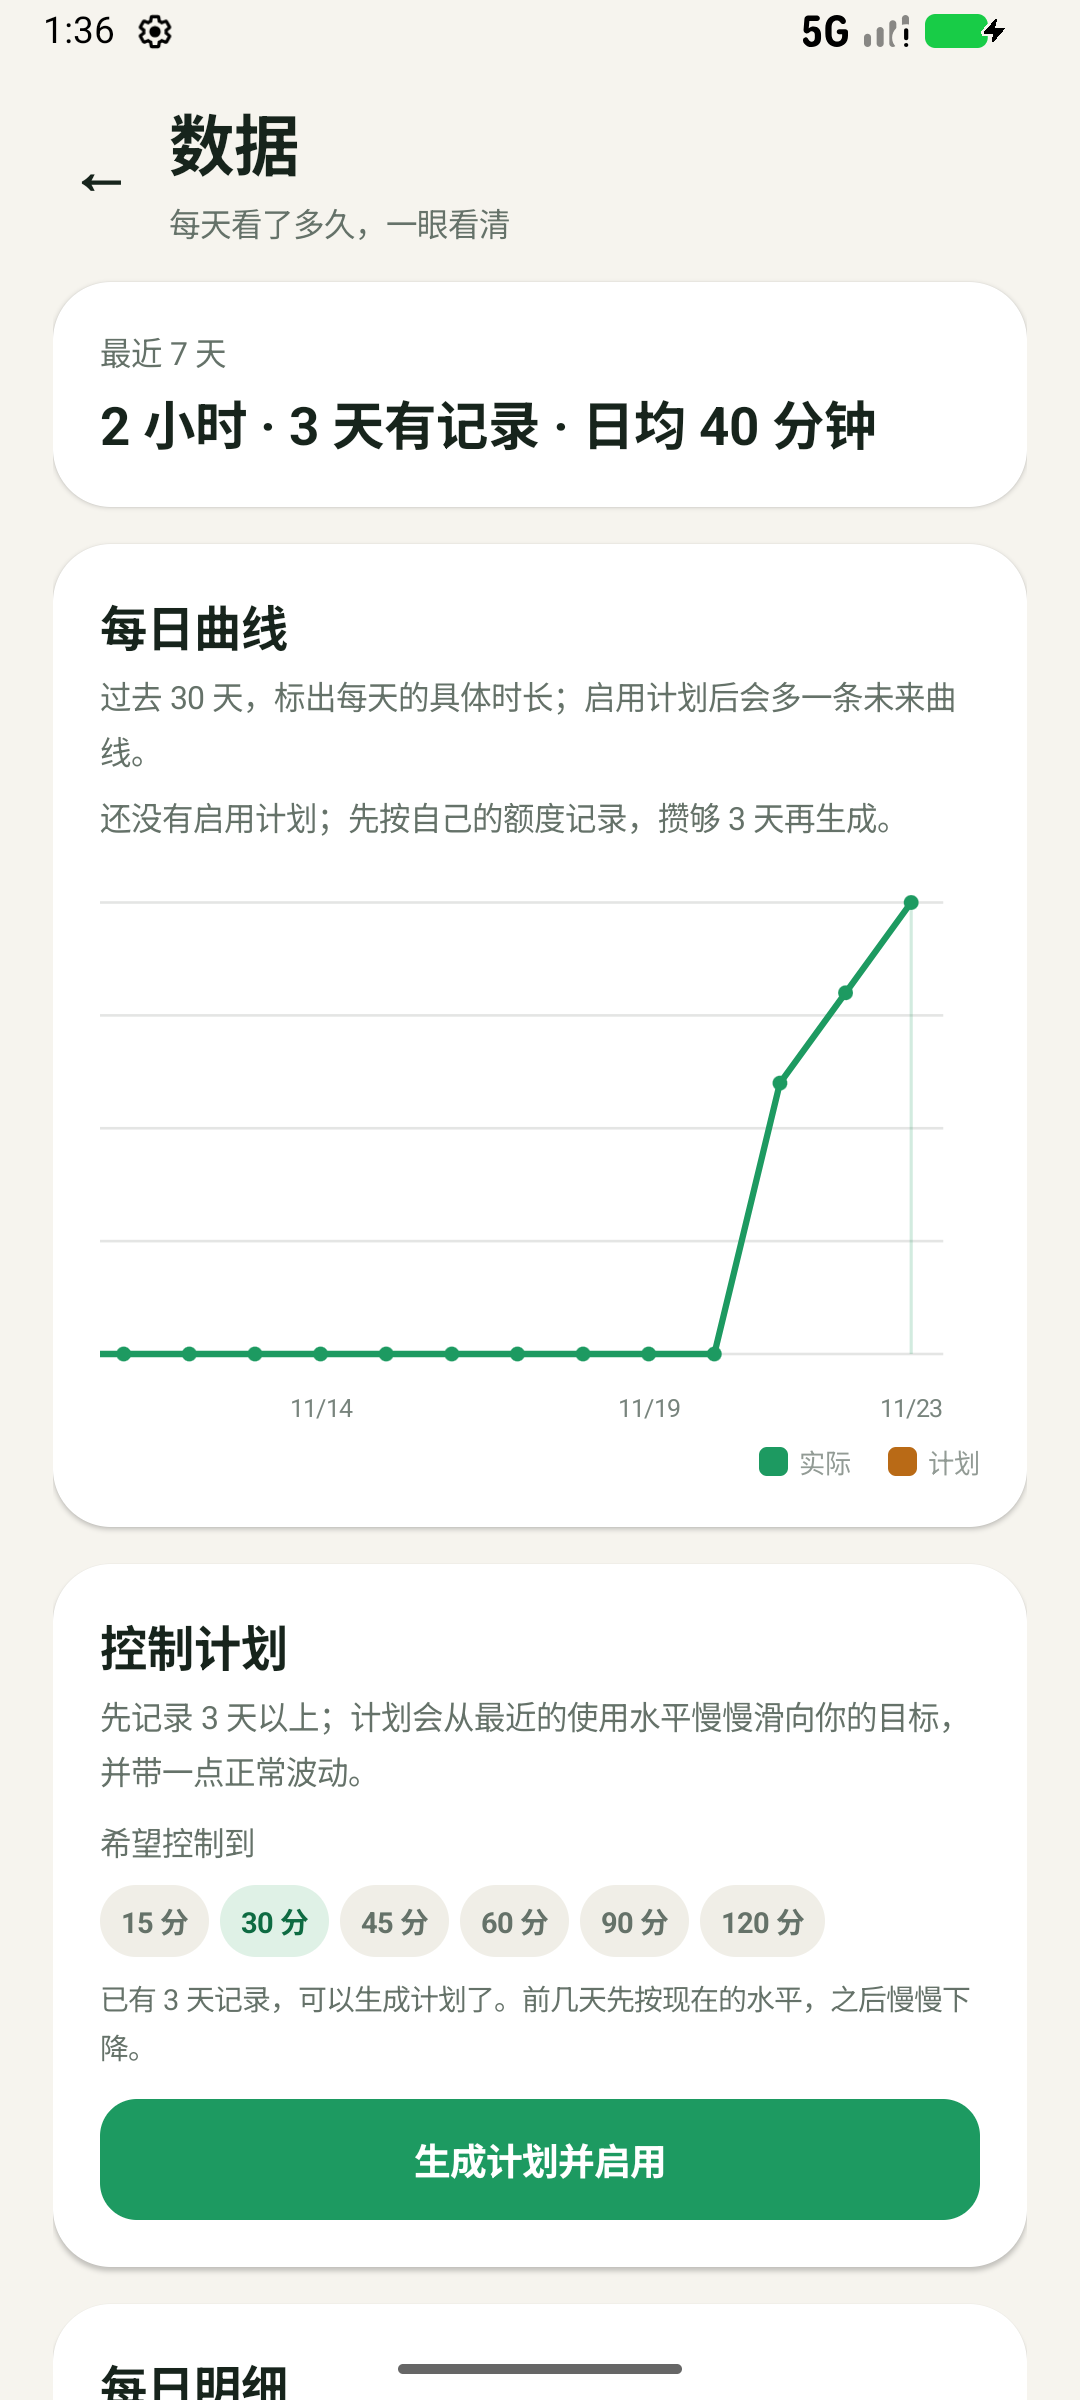 1:36
5G
数据
每天看了多久，一眼看清
最近 7 天
2 小时 · 3 天有记录 · 日均 40 分钟
每日曲线
过去 30 天，标出每天的具体时长；启用计划后会多一条未来曲
线。
还没有启用计划；先按自己的额度记录，攒够 3 天再生成。
11/14 11/19 11/23
实际 计划
控制计划
先记录 3 天以上；计划会从最近的使用水平慢慢滑向你的目标，
并带一点正常波动。
希望控制到
15 分 30 分 45 分 60 分 90 分 120 分
已有 3 天记录，可以生成计划了。前几天先按现在的水平，之后慢慢下
降。
生成计划并启用
每日明细